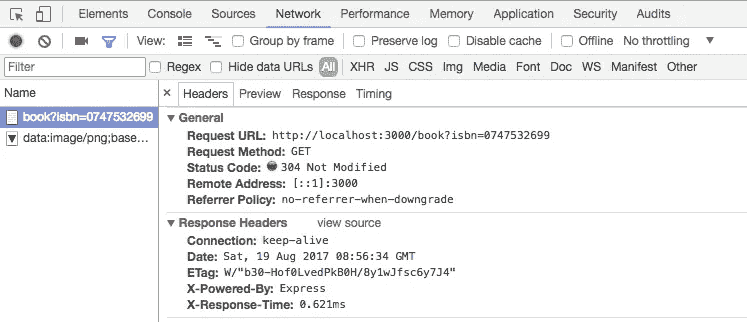 Elements Console Sources Network Performance Memory Application Security Audits
View: Group by frame Preserve log Disable cache Offline No throttling
Filter Regex Hide data URLs All XHR JS CSS Img Media Font Doc WS Manifest Other
Name × Headers Preview Response Timing
book?isbn=0747532699
data:image/png;base…
General
Request URL: http://localhost:3000/book?isbn=0747532699
Request Method: GET
Status Code: 304 Not Modified
Remote Address: [::1]:3000
Referrer Policy: no-referrer-when-downgrade
Response Headers view source
Connection: keep-alive
Date: Sat, 19 Aug 2017 08:56:34 GMT
ETag: W/"b30-Hof0LvedPkB0H/8y1wJfsc6y7J4"
X-Powered-By: Express
X-Response-Time: 0.621ms